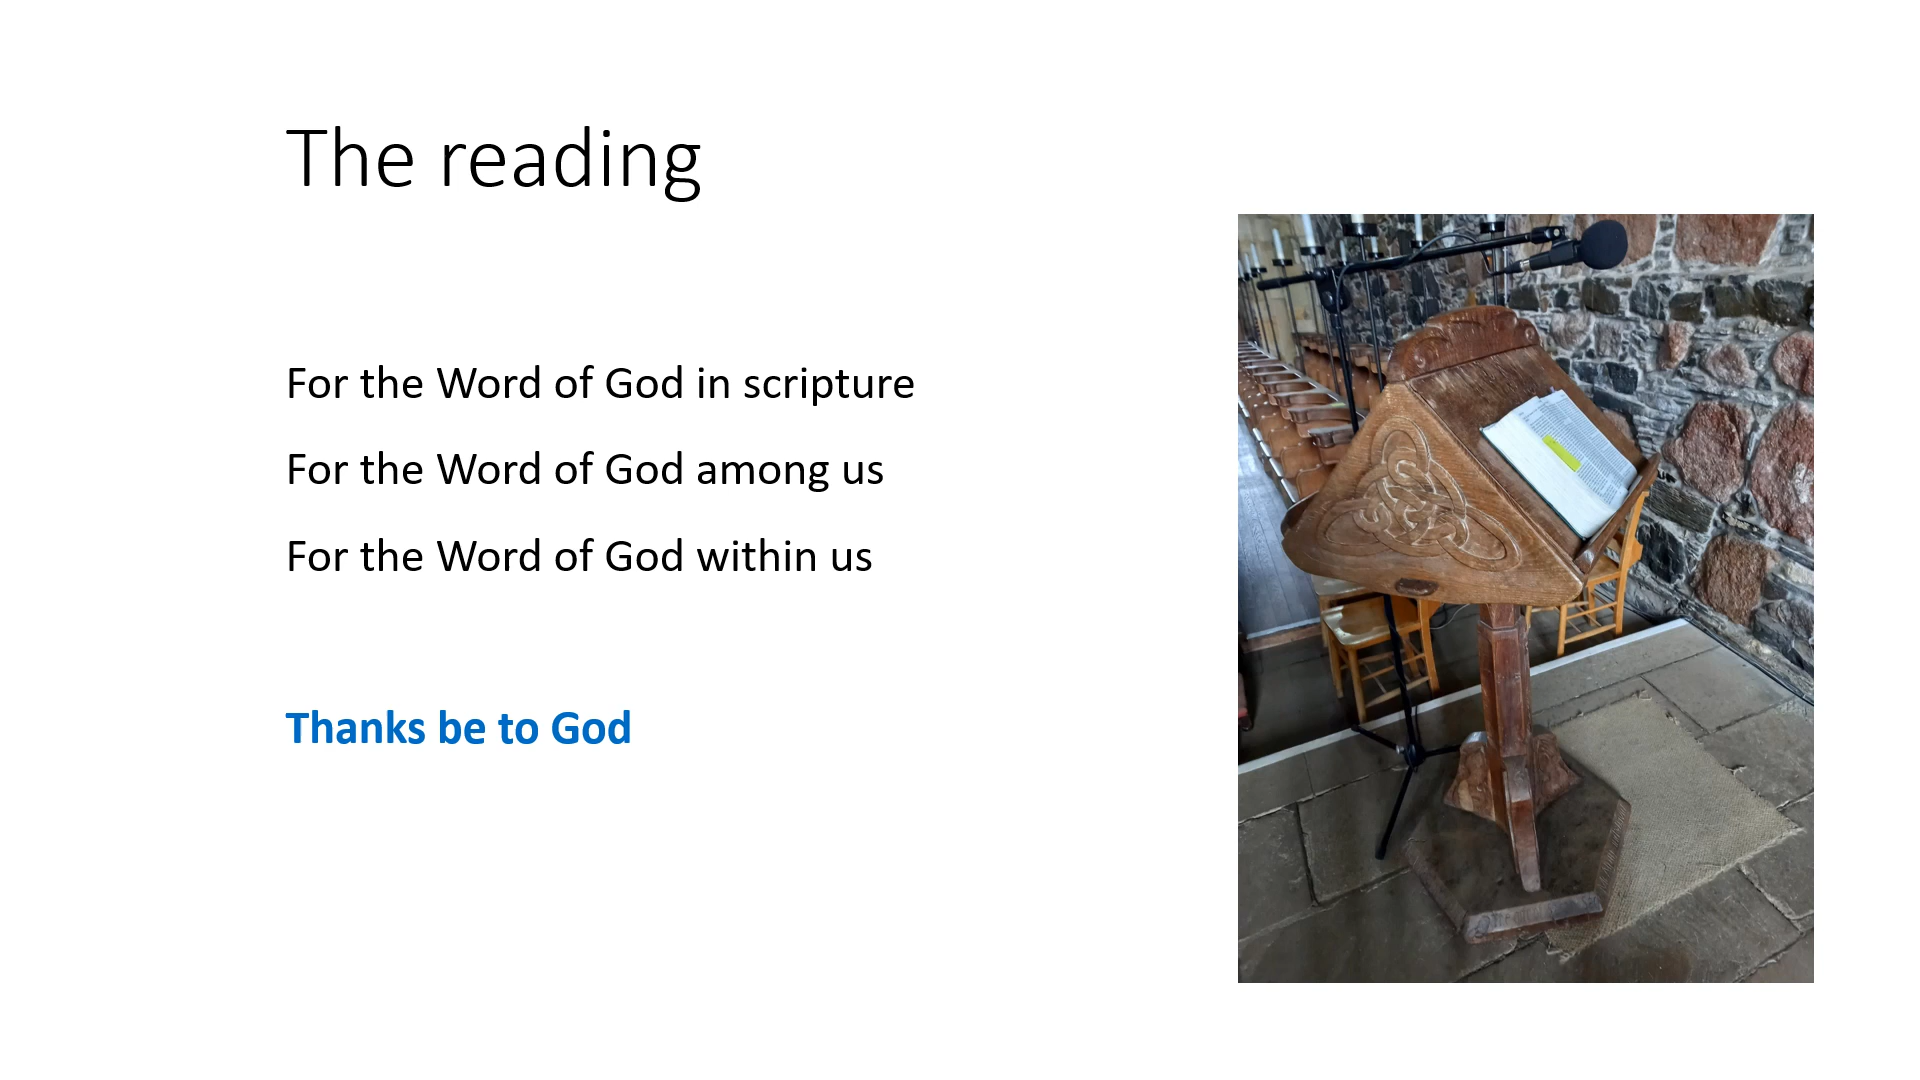 The reading
For the Word of God in scripture
For the Word of God among us
For the Word of God within us
Thanks be to God